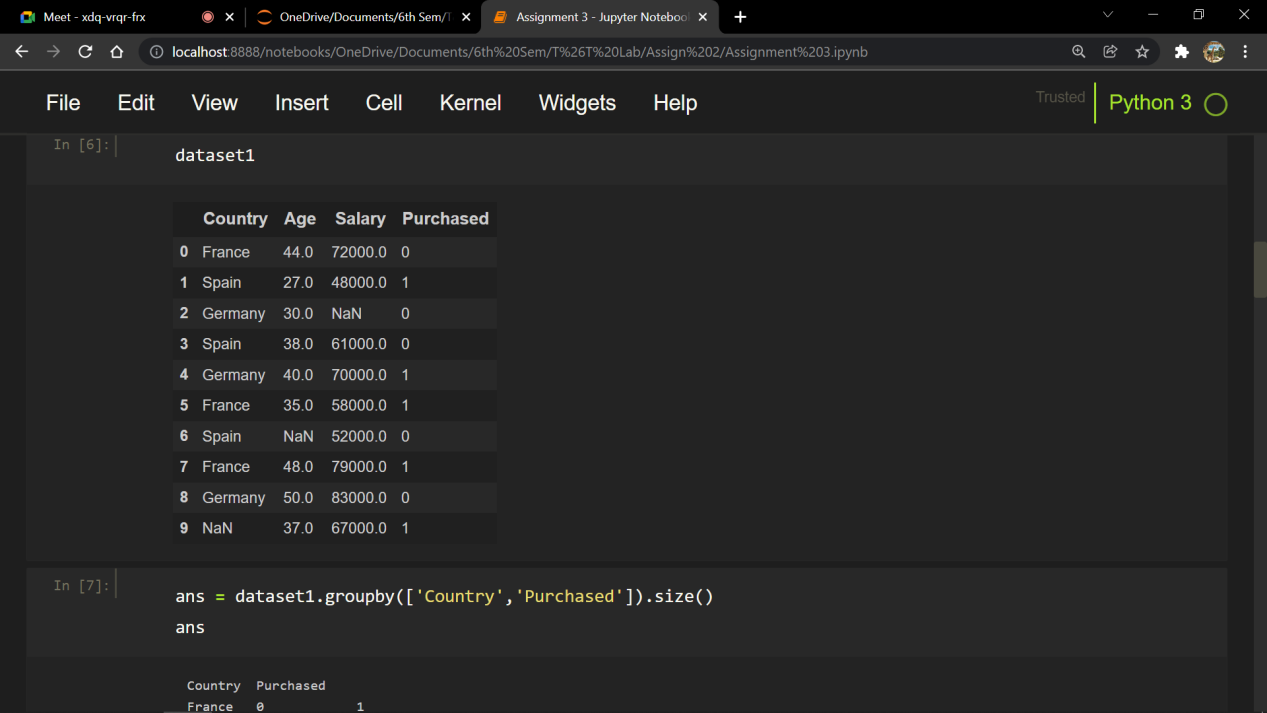 Meet - xdq-vrqr-frx
OneDrive/Documents/6th Sem/T
Assignment 3 - Jupyter Noteboo
localhost:8888/notebooks/OneDrive/Documents/6th%20Sem/T%26T%20Lab/Assign%202/Assignment%203.ipynb
File Edit View Insert Cell Kernel Widgets Help Trusted Python 3
In [6]:
dataset1
Country Age Salary Purchased
0 France 44.0 72000.0 0
1 Spain 27.0 48000.0 1
2 Germany 30.0 NaN 0
3 Spain 38.0 61000.0 0
4 Germany 40.0 70000.0 1
5 France 35.0 58000.0 1
6 Spain NaN 52000.0 0
7 France 48.0 79000.0 1
8 Germany 50.0 83000.0 0
9 NaN 37.0 67000.0 1
In [7]:
ans = dataset1.groupby(['Country','Purchased']).size()
ans
Country Purchased
France 0 1